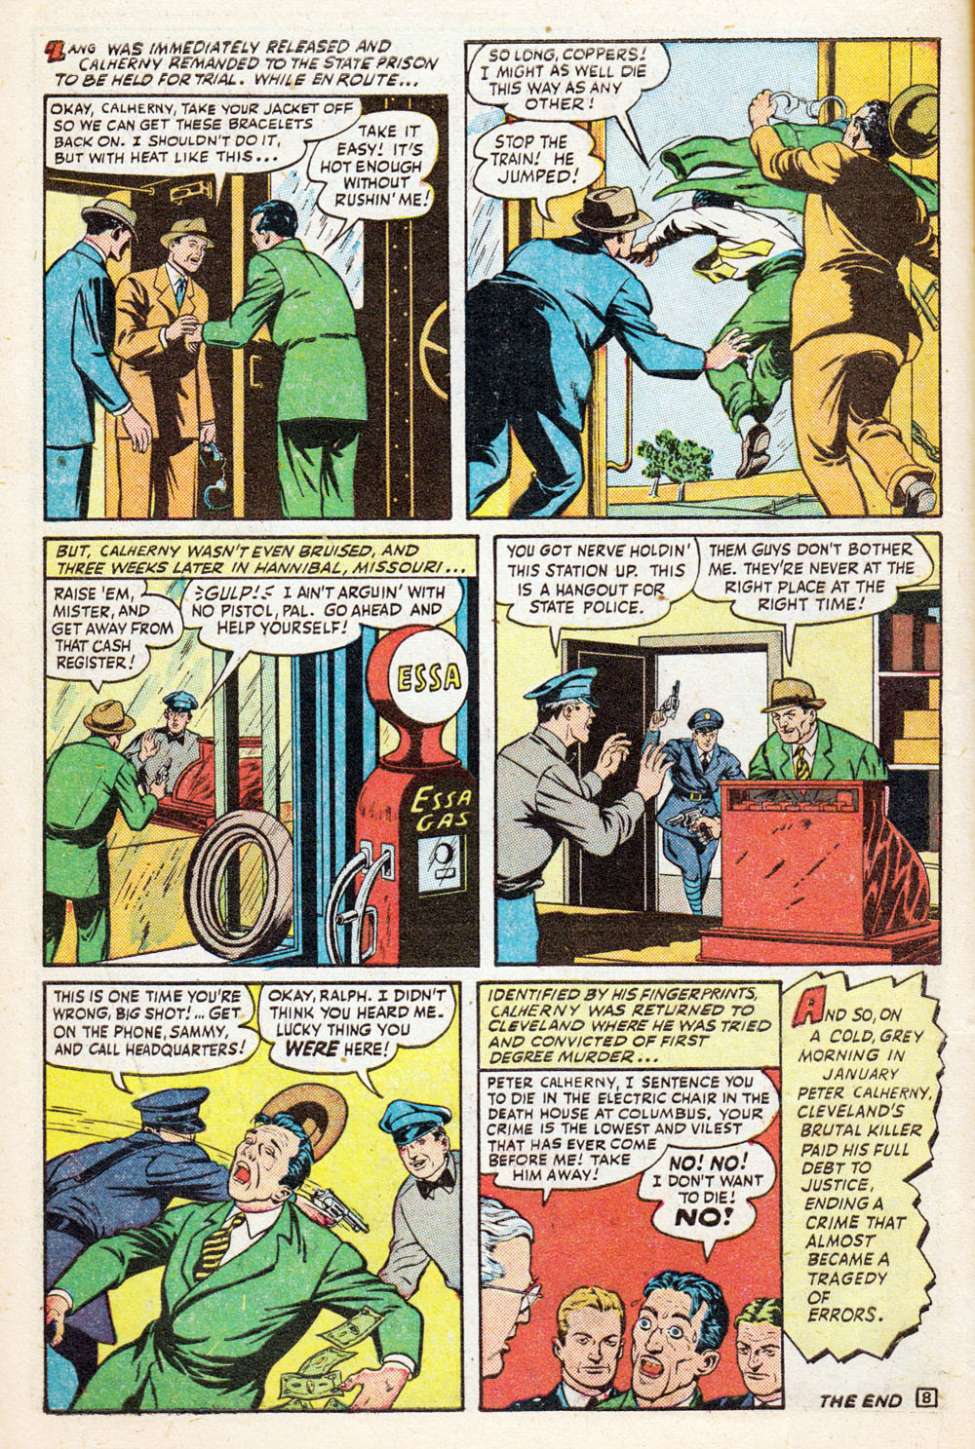 LANG WAS IMMEDIATELY RELEASED AND
CALHERNY REMANDED TO THE STATE PRISON
TO BE HELD FOR TRIAL. WHILE EN ROUTE...
OKAY, CALHERNY, TAKE YOUR JACKET OFF
SO WE CAN GET THESE BRACELETS
BACK ON. I SHOULDN'T DO IT,
BUT WITH HEAT LIKE THIS...
TAKE IT
EASY! IT'S
HOT ENOUGH
WITHOUT
RUSHIN' ME!
SO LONG, COPPERS!
I MIGHT AS WELL DIE
THIS WAY AS ANY
OTHER!
STOP THE
TRAIN! HE
JUMPED!
BUT, CALHERNY WASN'T EVEN BRUISED, AND
THREE WEEKS LATER IN HANNIBAL, MISSOURI...
RAISE 'EM,
MISTER, AND
GET AWAY FROM
THAT CASH
REGISTER!
GULP! I AIN'T ARGUIN' WITH
NO PISTOL, PAL. GO AHEAD AND
HELP YOURSELF!
ESSA
ESSA
GAS
YOU GOT NERVE HOLDIN'
THIS STATION UP. THIS
IS A HANGOUT FOR
STATE POLICE.
THEM GUYS DON'T BOTHER
ME. THEY'RE NEVER AT THE
RIGHT PLACE AT THE
RIGHT TIME!
THIS IS ONE TIME YOU'RE
WRONG, BIG SHOT!... GET
ON THE PHONE, SAMMY,
AND CALL HEADQUARTERS!
OKAY, RALPH. I DIDN'T
THINK YOU HEARD ME.
LUCKY THING YOU
WERE HERE!
IDENTIFIED BY HIS FINGERPRINTS,
CALHERNY WAS RETURNED TO
CLEVELAND WHERE HE WAS TRIED
AND CONVICTED OF FIRST
DEGREE MURDER...
PETER CALHERNY, I SENTENCE YOU
TO DIE IN THE ELECTRIC CHAIR IN THE
DEATH HOUSE AT COLUMBUS. YOUR
CRIME IS THE LOWEST AND VILEST
THAT HAS EVER COME
BEFORE ME! TAKE
HIM AWAY!
NO! NO!
I DON'T WANT
TO DIE!
NO!
AND SO, ON
A COLD, GREY
MORNING IN
JANUARY
PETER CALHERNY,
CLEVELAND'S
BRUTAL KILLER
PAID HIS FULL
DEBT TO
JUSTICE,
ENDING A
CRIME THAT
ALMOST
BECAME A
TRAGEDY
OF
ERRORS.
THE END 8